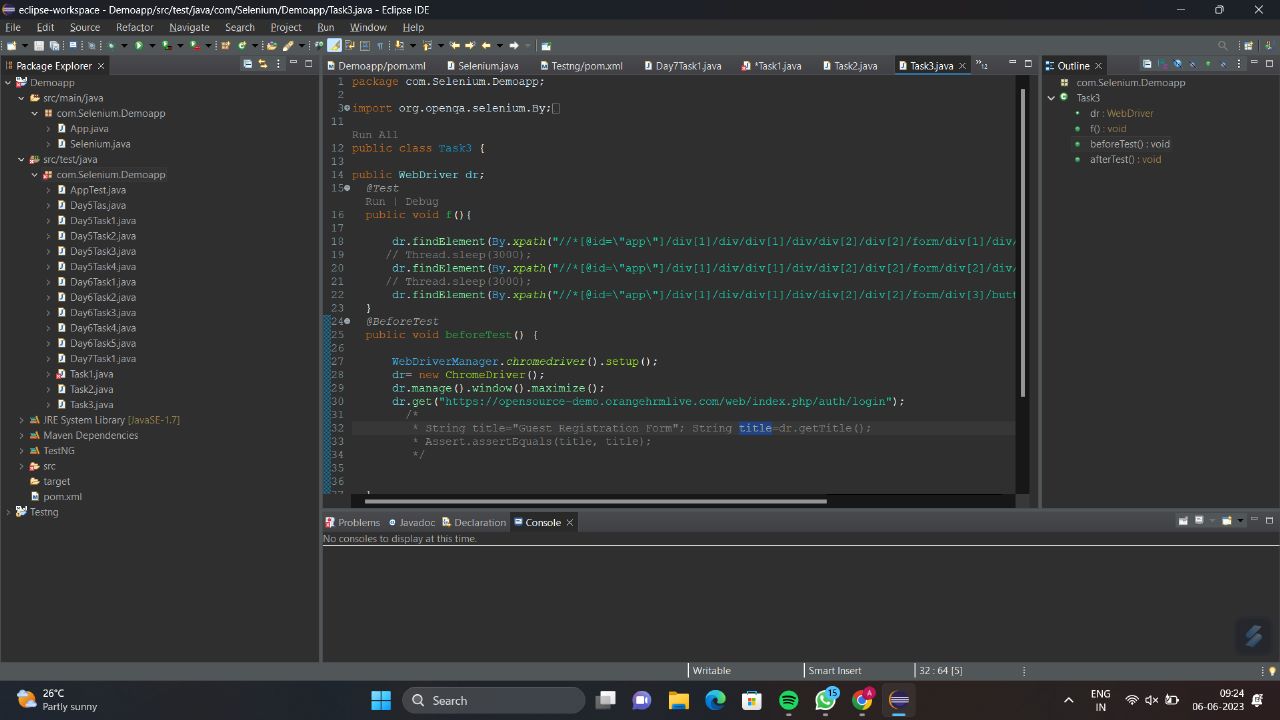 eclipse-workspace - Demoapp/src/test/java/com/Selenium/Demoapp/Task3.java - Eclipse IDE
File Edit Source Refactor Navigate Search Project Run Window Help
Package Explorer
Demoapp
src/main/java
com.Selenium.Demoapp
App.java
Selenium.java
src/test/java
com.Selenium.Demoapp
AppTest.java
Day5Tas.java
Day5Task1.java
Day5Task2.java
Day5Task3.java
Day5Task4.java
Day6Task1.java
Day6Task2.java
Day6Task3.java
Day6Task4.java
Day6Task5.java
Day7Task1.java
Task1.java
Task2.java
Task3.java
JRE System Library [JavaSE-1.7]
Maven Dependencies
TestNG
src
target
pom.xml
Testng
Demoapp/pom.xml Selenium.java Testng/pom.xml Day7Task1.java *Task1.java Task2.java Task3.java 12
1 package com.Selenium.Demoapp;
2
3 import org.openqa.selenium.By;
11
Run All
12 public class Task3 {
13
14 public WebDriver dr;
15 @Test
Run | Debug
16 public void f(){
17
18 dr.findElement(By.xpath("//*[@id=\"app\"]/div[1]/div/div[1]/div/div[2]/div[2]/form/div[1]/div/
19 // Thread.sleep(3000);
20 dr.findElement(By.xpath("//*[@id=\"app\"]/div[1]/div/div[1]/div/div[2]/div[2]/form/div[2]/div/
21 // Thread.sleep(3000);
22 dr.findElement(By.xpath("//*[@id=\"app\"]/div[1]/div/div[1]/div/div[2]/div[2]/form/div[3]/butt
23 }
24 @BeforeTest
25 public void beforeTest() {
26
27 WebDriverManager.chromedriver().setup();
28 dr= new ChromeDriver();
29 dr.manage().window().maximize();
30 dr.get("https://opensource-demo.orangehrmlive.com/web/index.php/auth/login");
31 /*
32 * String title="Guest Registration Form"; String title=dr.getTitle();
33 * Assert.assertEquals(title, title);
34 */
35
36
37 }
Outline
com.Selenium.Demoapp
Task3
dr : WebDriver
f() : void
beforeTest() : void
afterTest() : void
Problems Javadoc Declaration Console
No consoles to display at this time.
Writable Smart Insert 32 : 64 [5]
26°C
Partly sunny
Search
15
A
ENG
IN
09:24
06-06-2023